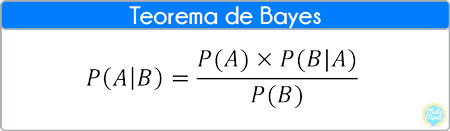 Teorema de Bayes
P(A|B) = P(A) × P(B|A) / P(B)